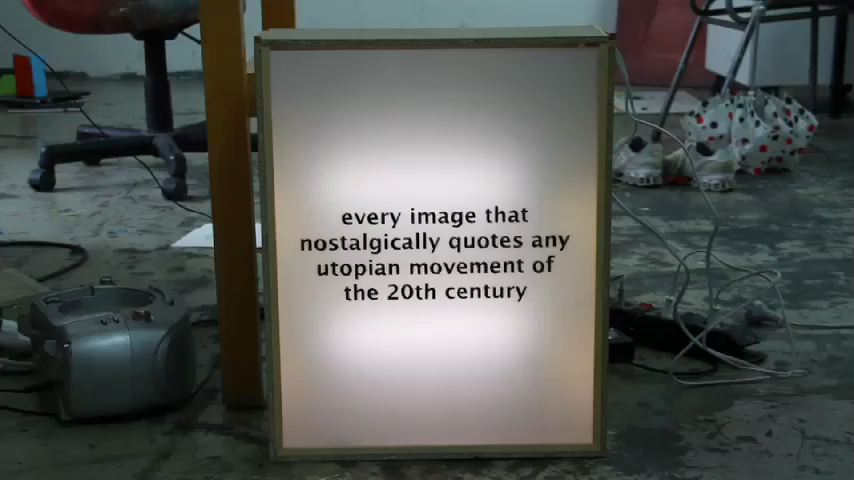 every image that
nostalgically quotes any
utopian movement of
the 20th century